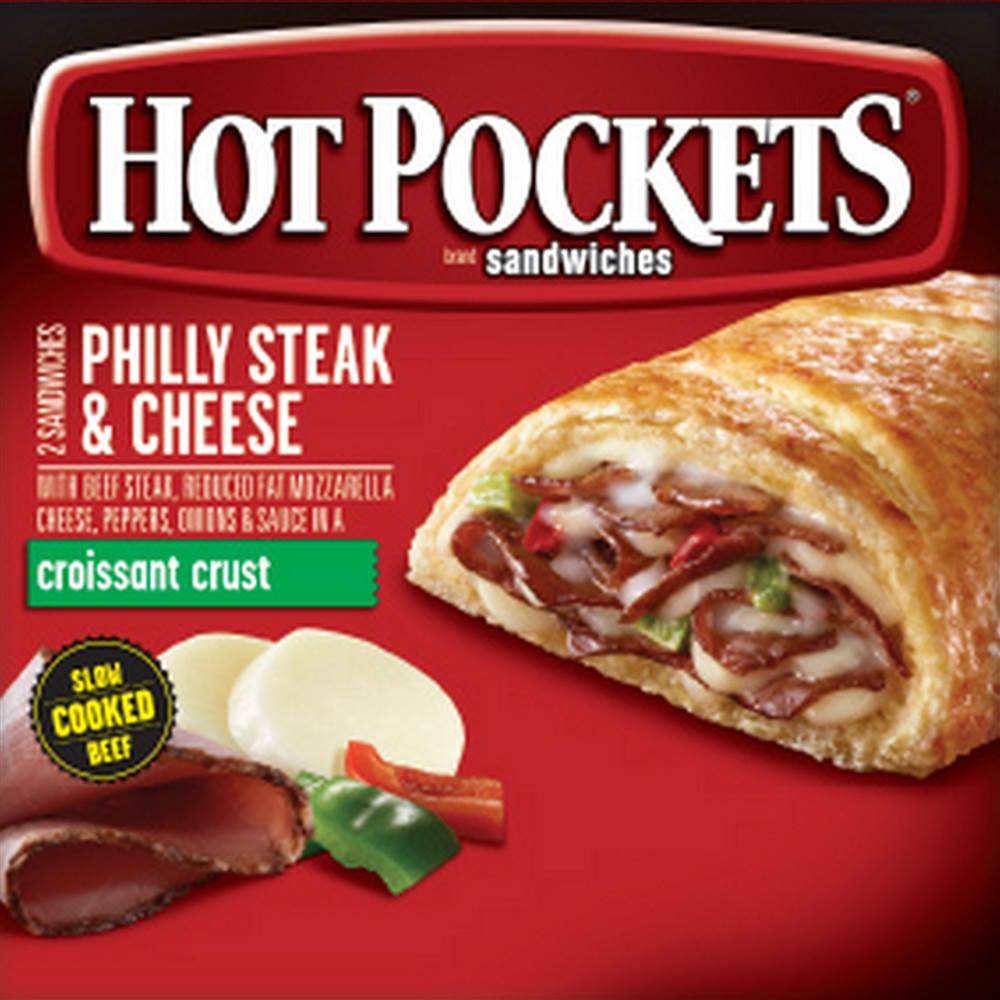 HOT POCKETS®
brand sandwiches
2 SANDWICHES
PHILLY STEAK
& CHEESE
WITH BEEF STEAK, REDUCED FAT MOZZARELLA
CHEESE, PEPPERS, ONIONS & SAUCE IN A
croissant crust
SLOW
COOKED
BEEF